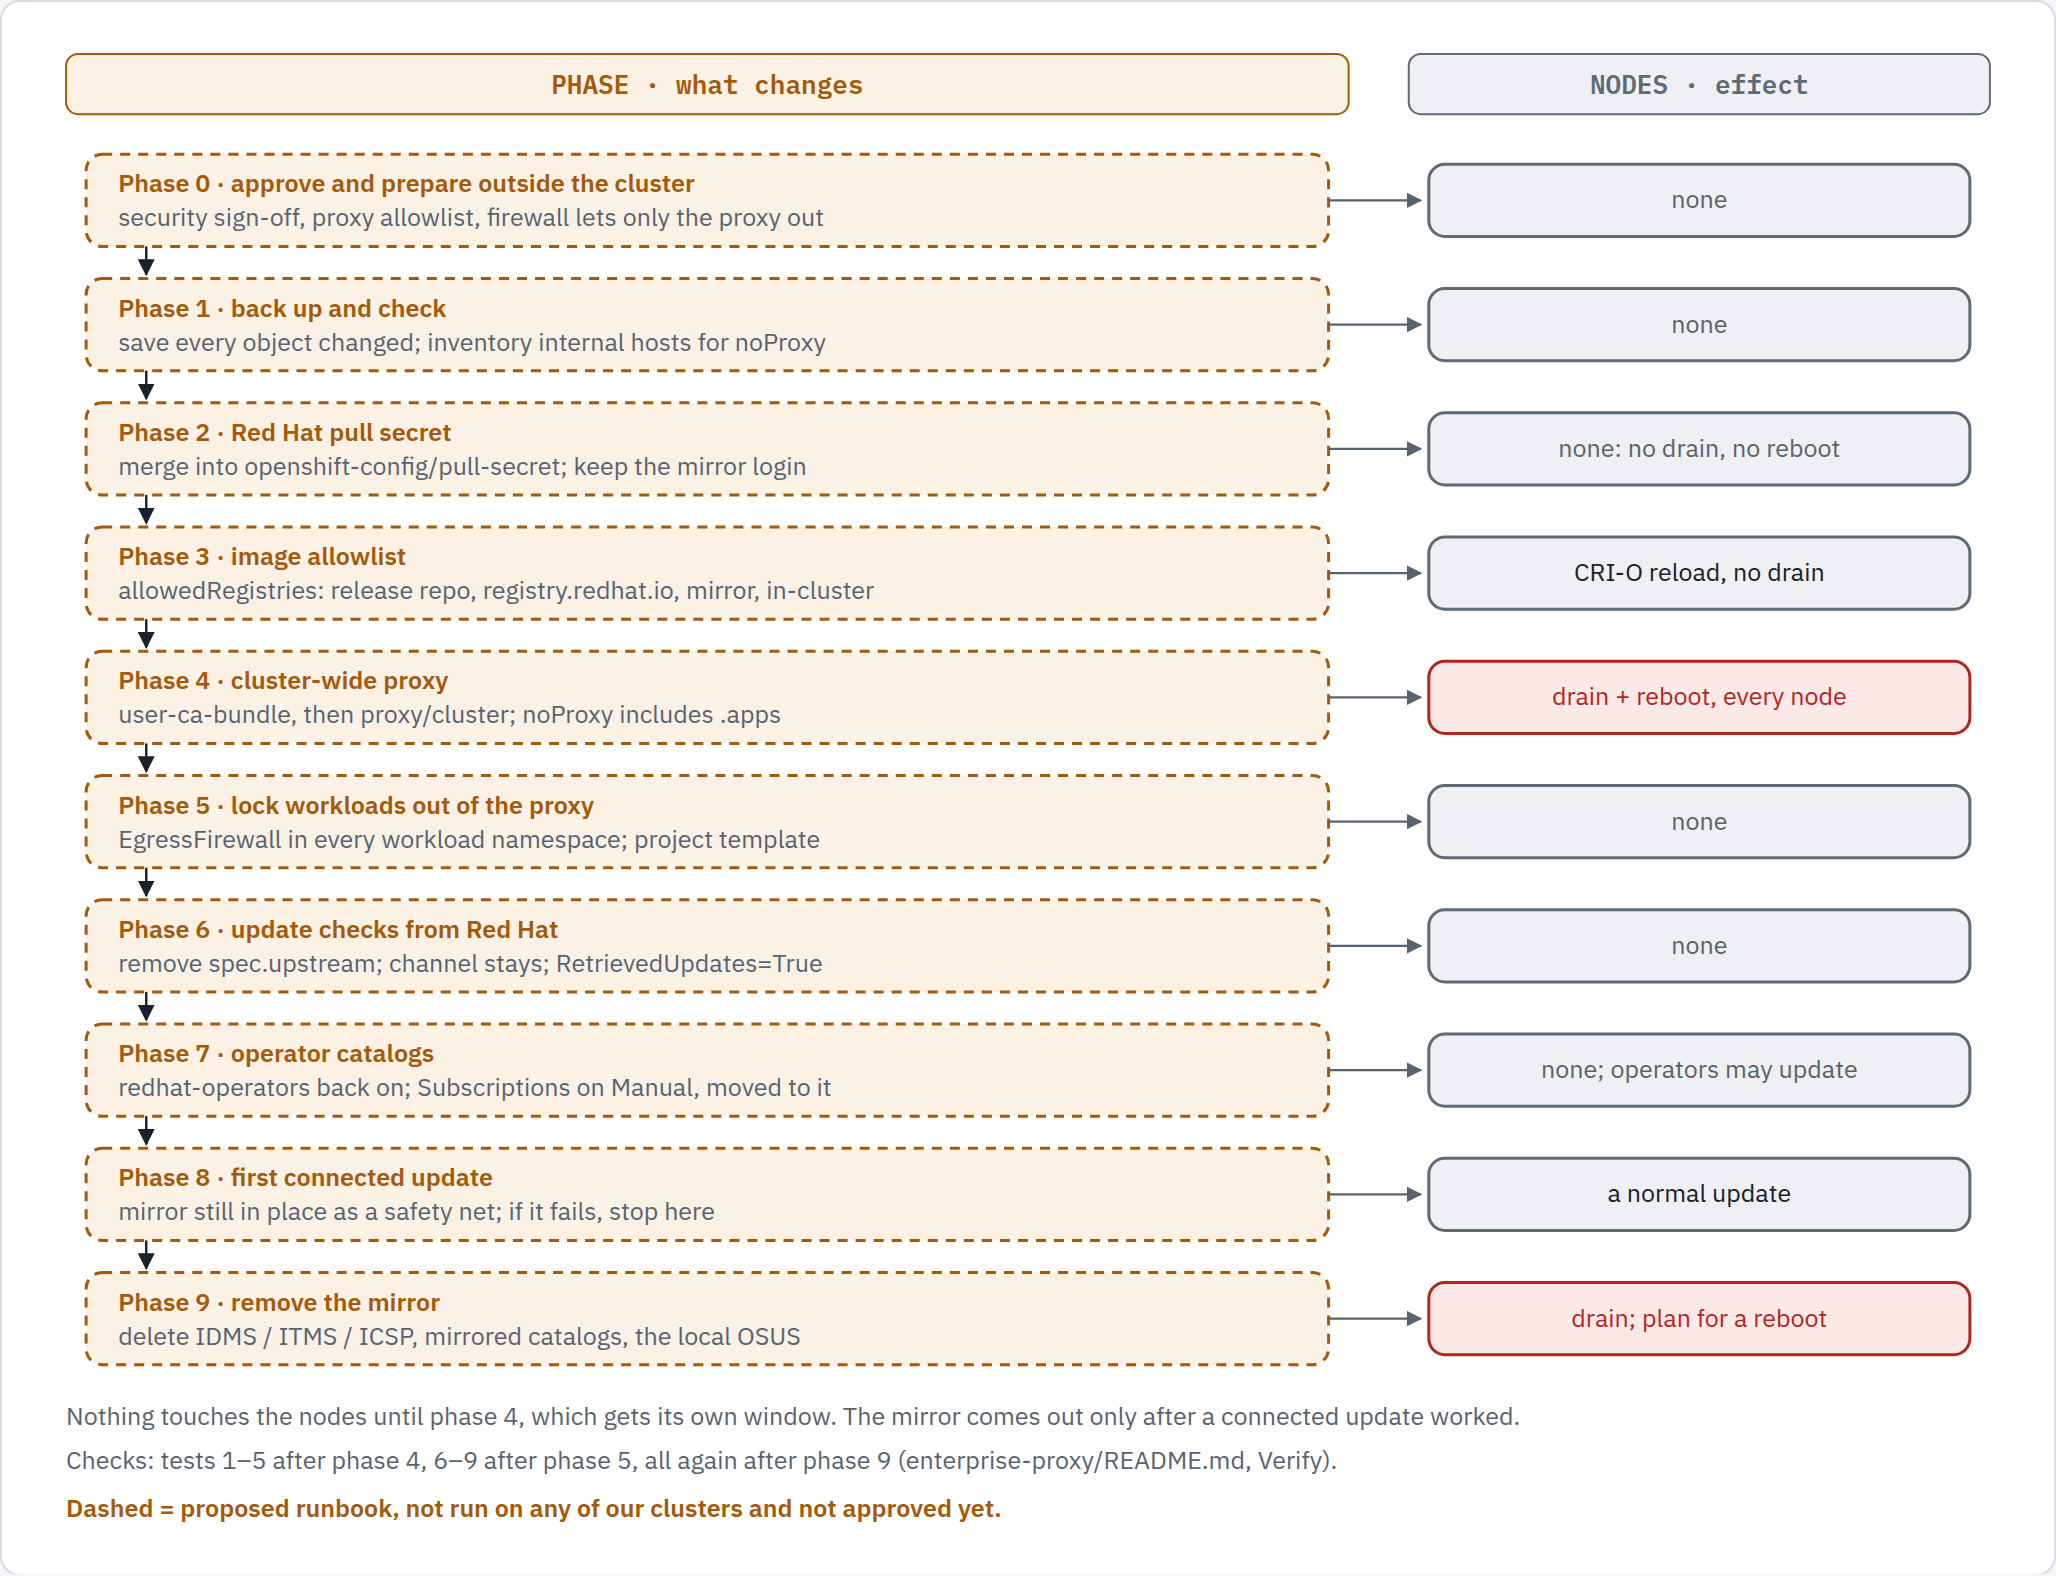 PHASE · what changes
NODES · effect
Phase 0 · approve and prepare outside the cluster
security sign-off, proxy allowlist, firewall lets only the proxy out
none
Phase 1 · back up and check
save every object changed; inventory internal hosts for noProxy
none
Phase 2 · Red Hat pull secret
merge into openshift-config/pull-secret; keep the mirror login
none: no drain, no reboot
Phase 3 · image allowlist
allowedRegistries: release repo, registry.redhat.io, mirror, in-cluster
CRI-O reload, no drain
Phase 4 · cluster-wide proxy
user-ca-bundle, then proxy/cluster; noProxy includes .apps
drain + reboot, every node
Phase 5 · lock workloads out of the proxy
EgressFirewall in every workload namespace; project template
none
Phase 6 · update checks from Red Hat
remove spec.upstream; channel stays; RetrievedUpdates=True
none
Phase 7 · operator catalogs
redhat-operators back on; Subscriptions on Manual, moved to it
none; operators may update
Phase 8 · first connected update
mirror still in place as a safety net; if it fails, stop here
a normal update
Phase 9 · remove the mirror
delete IDMS / ITMS / ICSP, mirrored catalogs, the local OSUS
drain; plan for a reboot
Nothing touches the nodes until phase 4, which gets its own window. The mirror comes out only after a connected update worked.
Checks: tests 1–5 after phase 4, 6–9 after phase 5, all again after phase 9 (enterprise-proxy/README.md, Verify).
Dashed = proposed runbook, not run on any of our clusters and not approved yet.